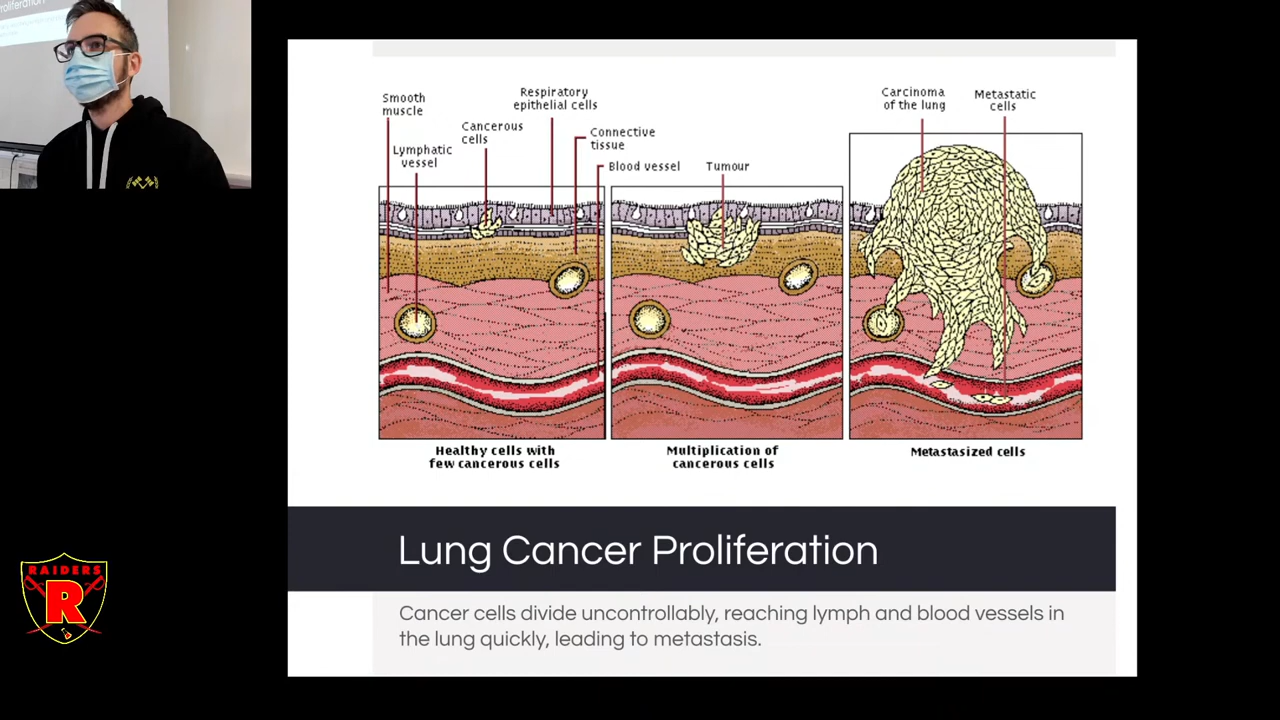 Smooth
muscle
Lymphatic
vessel
Cancerous
cells
Respiratory
epithelial cells
Connective
tissue
Blood vessel
Tumour
Carcinoma
of the lung
Metastatic
cells
Healthy cells with
few cancerous cells
Multiplication of
cancerous cells
Metastasized cells
Lung Cancer Proliferation
Cancer cells divide uncontrollably, reaching lymph and blood vessels in
the lung quickly, leading to metastasis.
RAIDERS
R